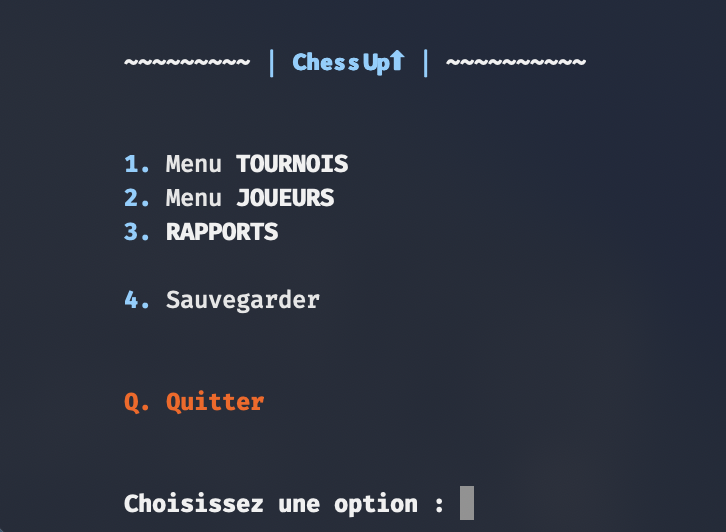 ~~~~~~~~~ | ChessUp⬆ | ~~~~~~~~~~
1. Menu TOURNOIS
2. Menu JOUEURS
3. RAPPORTS
4. Sauvegarder
Q. Quitter
Choisissez une option :